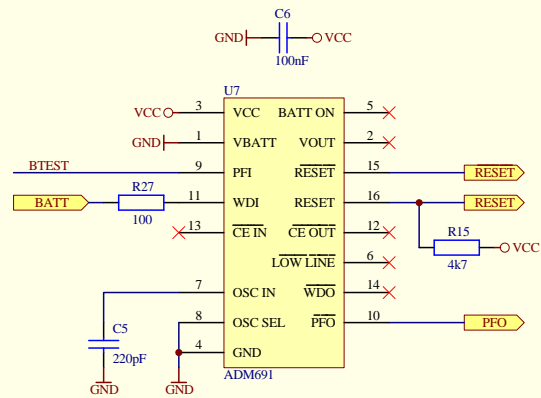 C6
GND
VCC
100nF
U7
VCC 3 VCC BATT ON 5
GND 1 VBATT VOUT 2
BTEST 9 PFI RESET 15 RESET
BATT R27 100 11 WDI RESET 16 RESET
13 CE IN CE OUT 12
R15 4k7 VCC
LOW LINE 6
7 OSC IN WDO 14
8 OSC SEL PFO 10 PFO
C5
220pF
4 GND
ADM691
GND
GND